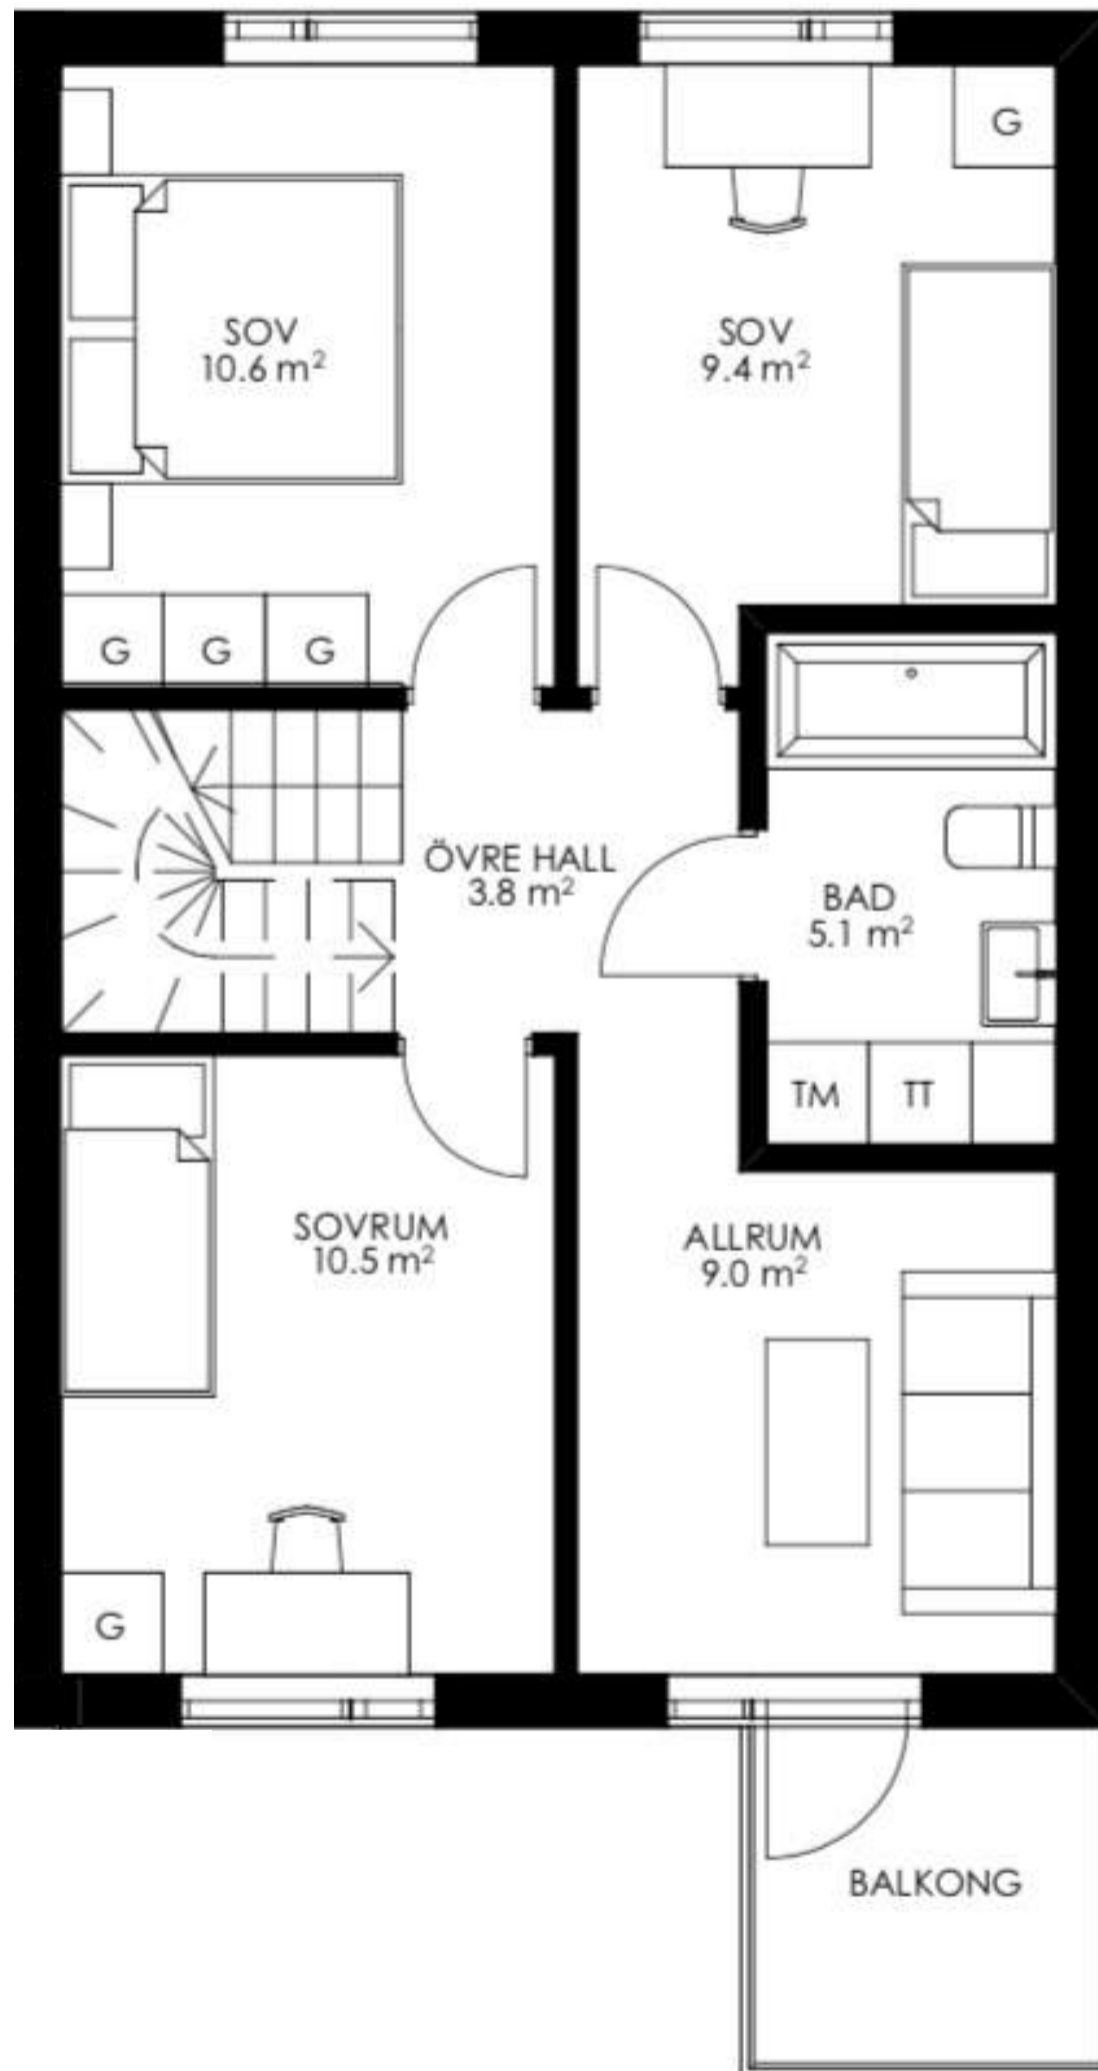 G
SOV
10.6 m²
SOV
9.4 m²
G
G
G
ÖVRE HALL
3.8 m²
BAD
5.1 m²
TM
TT
SOVRUM
10.5 m²
ALLRUM
9.0 m²
G
BALKONG